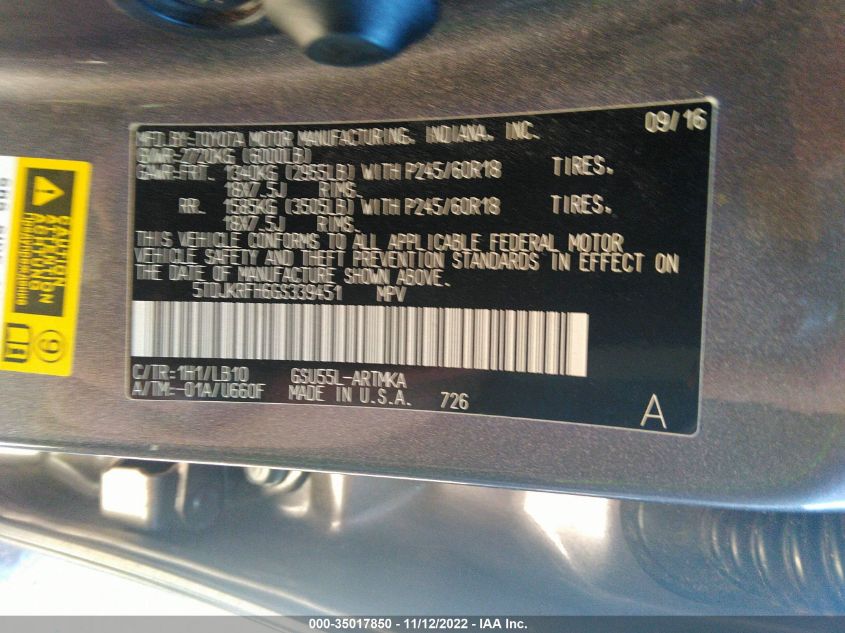 MFD.BY:TOYOTA MOTOR MANUFACTURING, INDIANA, INC. 09/16
GVWR-2720KG (6000LB)
GAWR-FRT. 1340KG (2955LB) WITH P245/60R18 TIRES.
18X7.5J RIMS.
RR. 1585KG (3505LB) WITH P245/60R18 TIRES.
18X7.5J RIMS.
THIS VEHICLE CONFORMS TO ALL APPLICABLE FEDERAL MOTOR
VEHICLE SAFETY AND THEFT PREVENTION STANDARDS IN EFFECT ON
THE DATE OF MANUFACTURE SHOWN ABOVE.
5TDJKRFH6GS339451 MPV
C/TR:1H1/LB10 GSU55L-ARTMKA
A/TM:-01A/U660F MADE IN U.S.A. 726
A
CAUTION
9
000-35017850 - 11/12/2022 - IAA Inc.